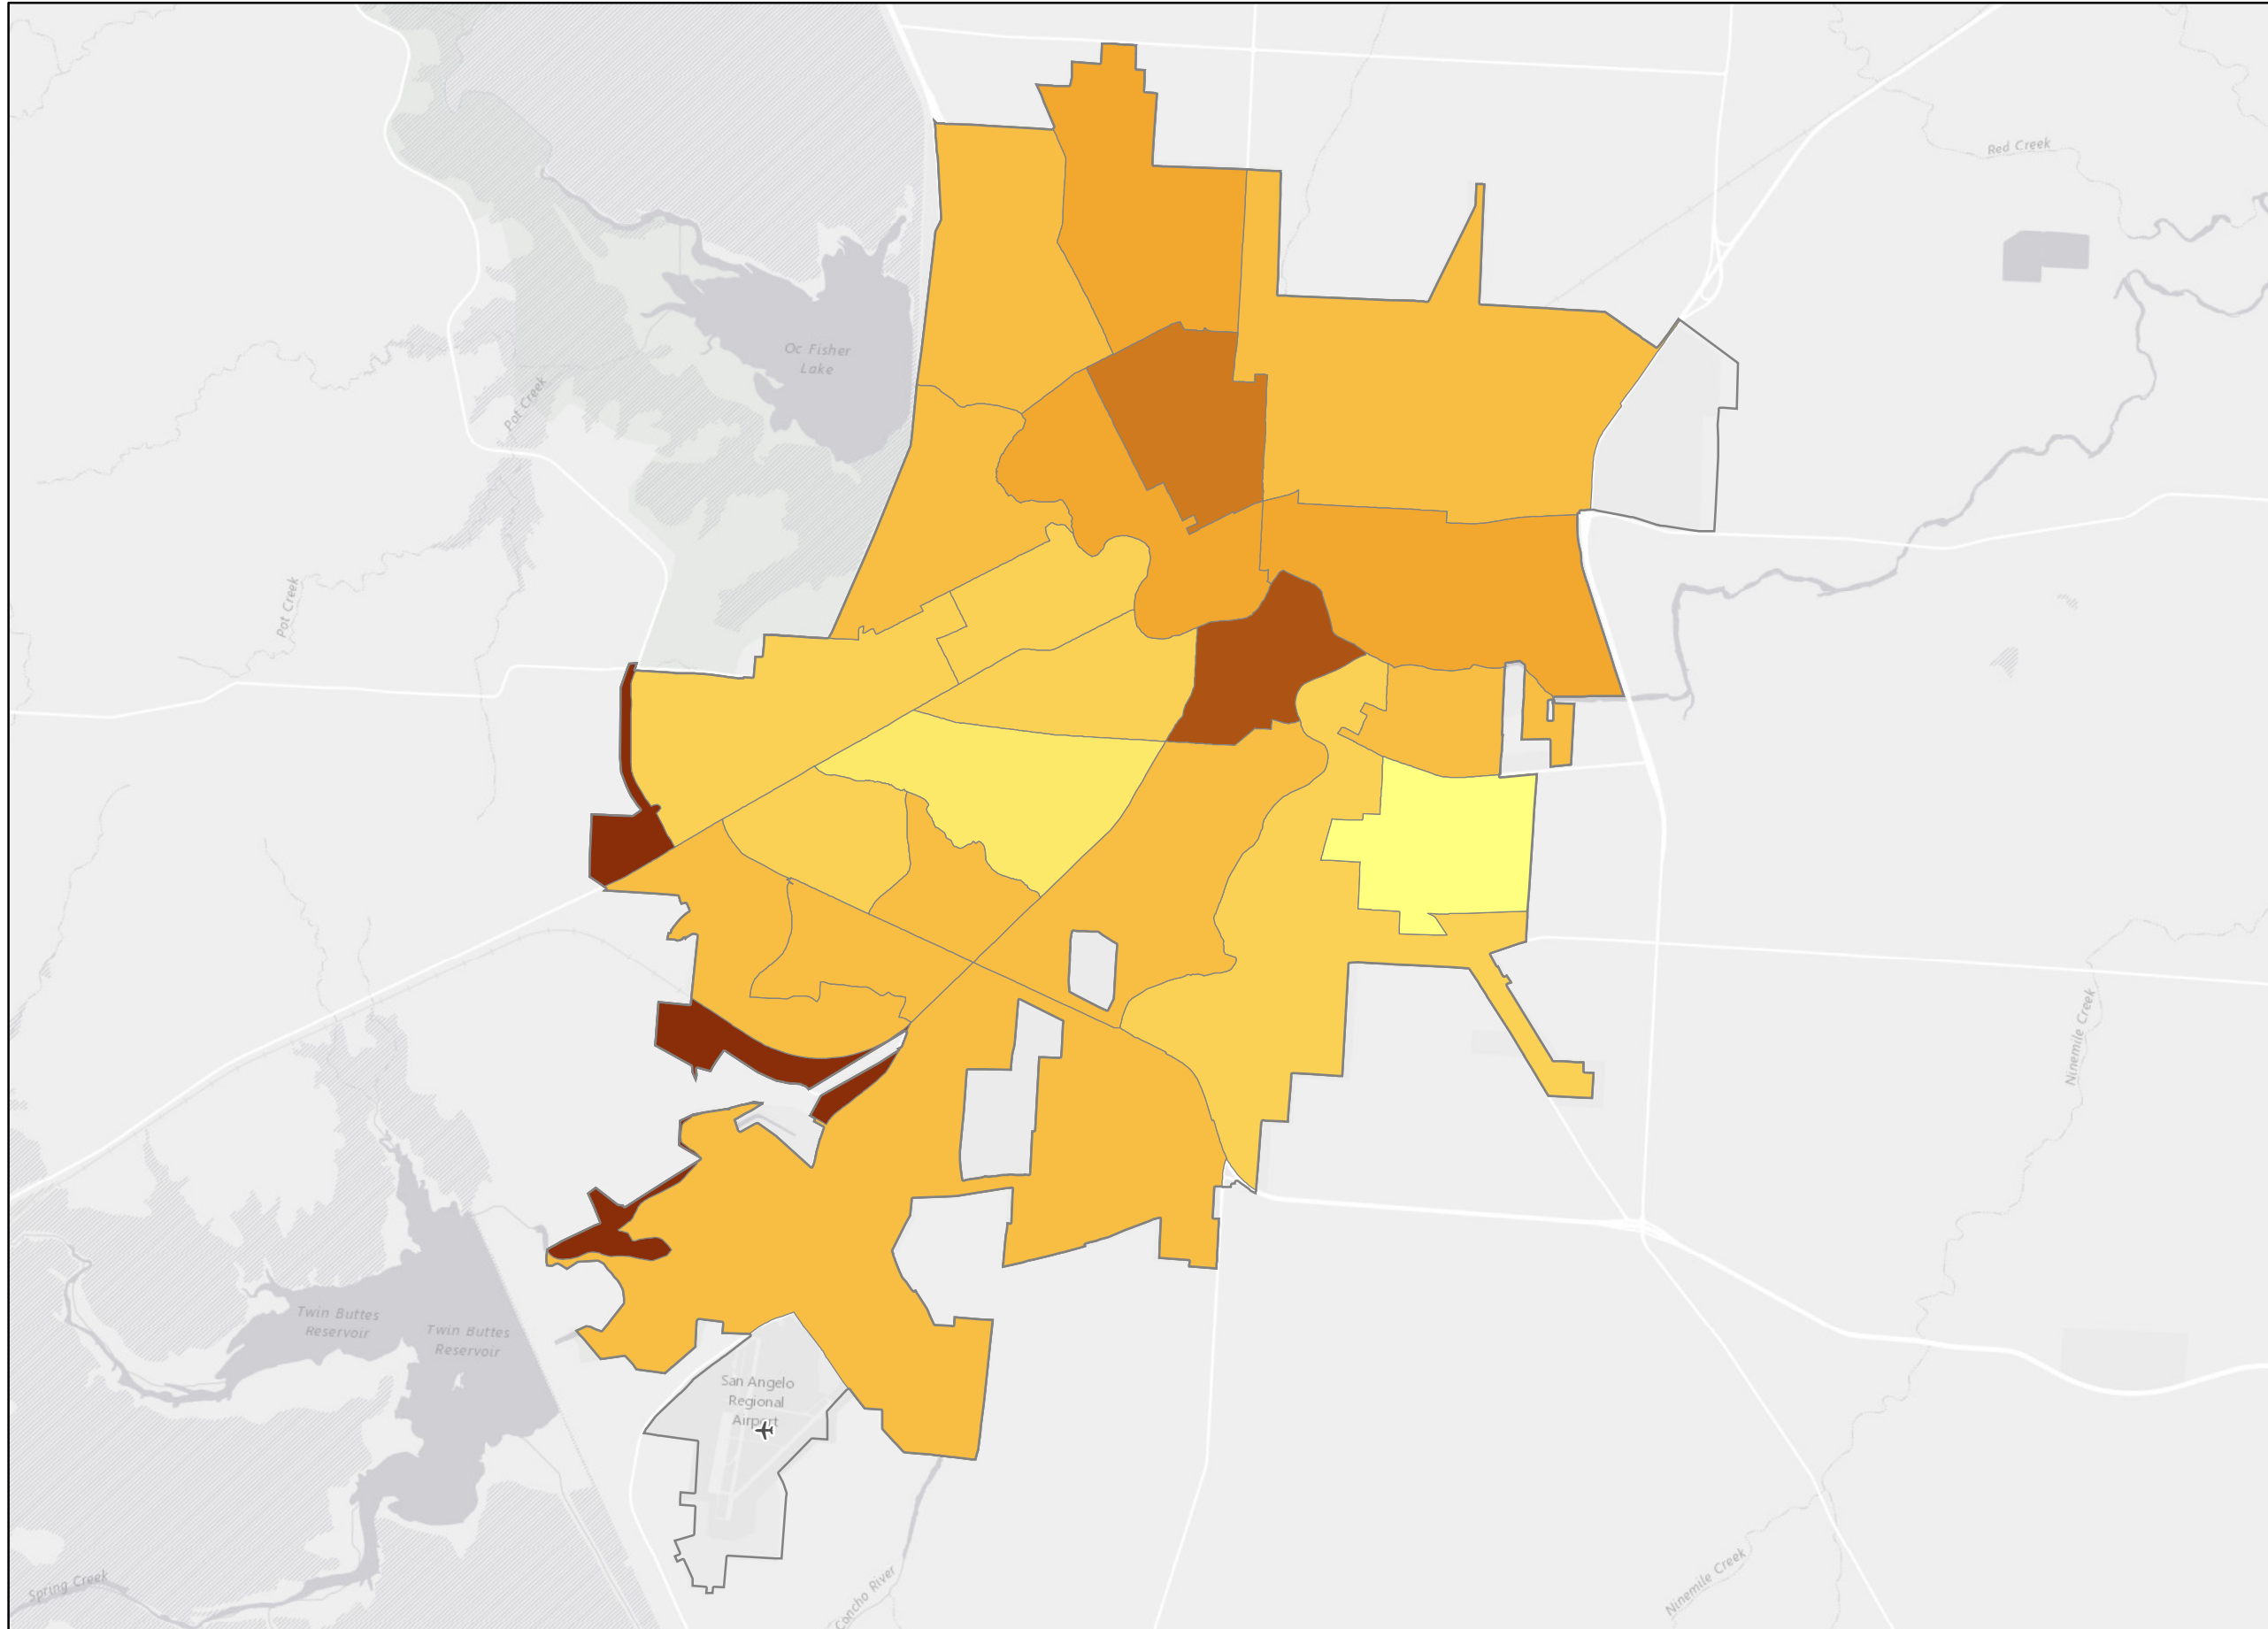 Red Creek
Oc Fisher
Lake
Pot Creek
Pot Creek
Ninemile Creek
Twin Buttes
Reservoir
Twin Buttes
Reservoir
San Angelo
Regional
Airport
Spring Creek
Concho River
Ninemile Creek